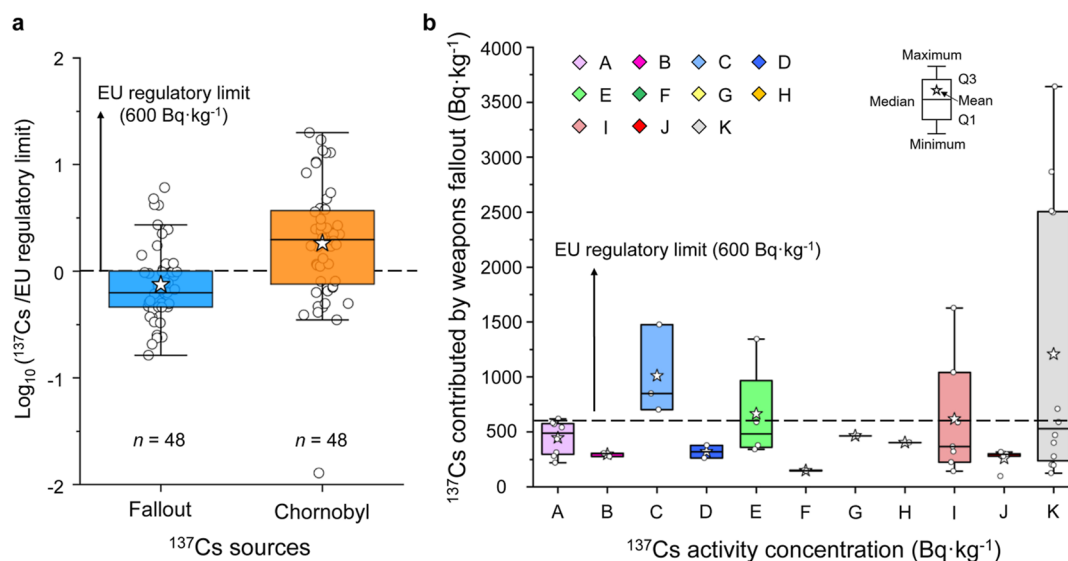 a
Log₁₀ (¹³⁷Cs /EU regulatory limit)
2
1
0
-1
-2
EU regulatory limit
(600 Bq·kg⁻¹)
n = 48
n = 48
Fallout
Chornobyl
¹³⁷Cs sources
b
¹³⁷Cs contributed by weapons fallout (Bq·kg⁻¹)
4000
3500
3000
2500
2000
1500
1000
500
0
A
B
C
D
E
F
G
H
I
J
K
Maximum
Q3
Median
Mean
Q1
Minimum
EU regulatory limit (600 Bq·kg⁻¹)
A
B
C
D
E
F
G
H
I
J
K
¹³⁷Cs activity concentration (Bq·kg⁻¹)